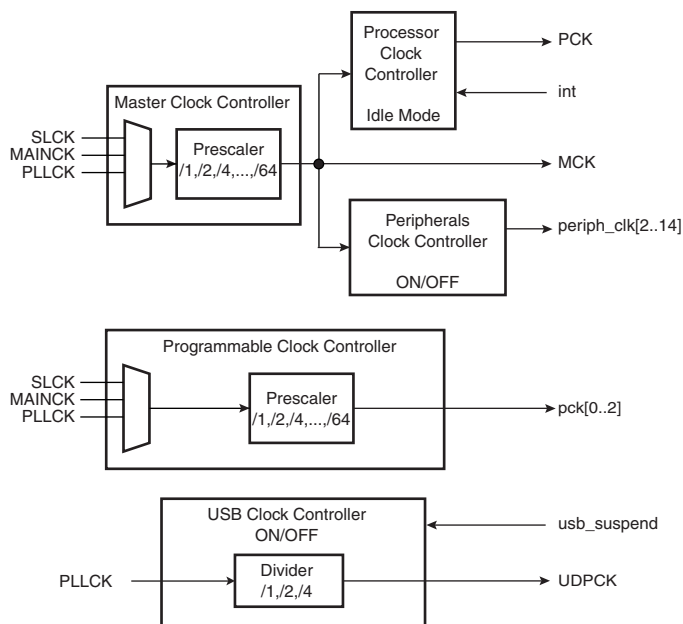 Processor
Clock
Controller
Idle Mode
PCK
int
Master Clock Controller
SLCK
MAINCK
PLLCK
Prescaler
/1,/2,/4,...,/64
MCK
Peripherals
Clock Controller
ON/OFF
periph_clk[2..14]
Programmable Clock Controller
SLCK
MAINCK
PLLCK
Prescaler
/1,/2,/4,...,/64
pck[0..2]
USB Clock Controller
ON/OFF
usb_suspend
PLLCK
Divider
/1,/2,/4
UDPCK